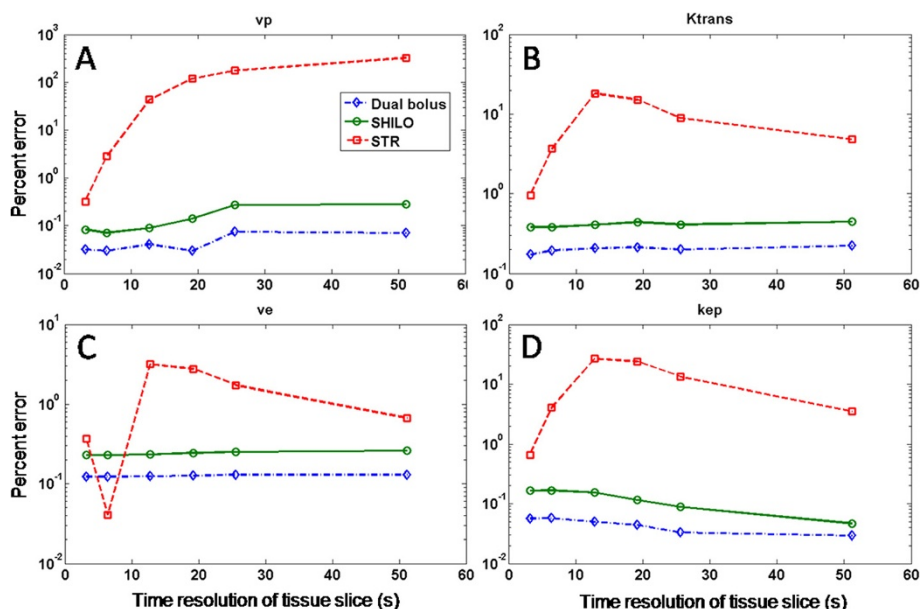 vp
Ktrans
A
B
10^3
10^2
10^1
10^0
10^-1
10^-2
Percent error
Dual bolus
SHILO
STR
10^2
10^1
10^0
10^-1
0 10 20 30 40 50 60
0 10 20 30 40 50 60
ve
kep
C
D
10^1
10^0
10^-1
10^-2
Percent error
10^2
10^1
10^0
10^-1
10^-2
0 10 20 30 40 50 60
0 10 20 30 40 50 60
Time resolution of tissue slice (s)
Time resolution of tissue slice (s)